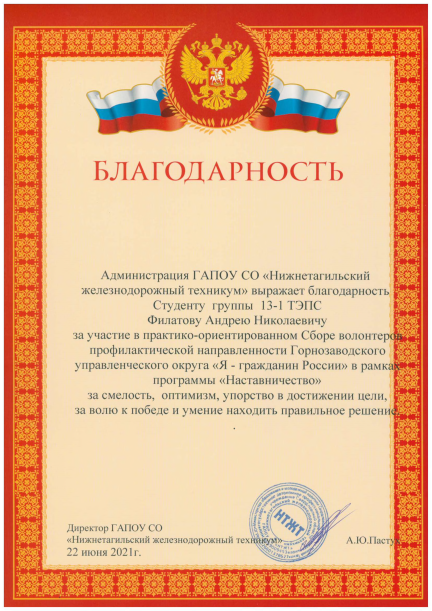 БЛАГОДАРНОСТЬ
Администрация ГАПОУ СО «Нижнетагильский
железнодорожный техникум» выражает благодарность
Студенту группы 13-1 ТЭПС
Филатову Андрею Николаевичу
за участие в практико-ориентированном Сборе волонтеров
профилактической направленности Горнозаводского
управленческого округа «Я - гражданин России» в рамках
программы «Наставничество»
за смелость, оптимизм, упорство в достижении цели,
за волю к победе и умение находить правильное решение.
.
Директор ГАПОУ СО
«Нижнетагильский железнодорожный техникум» А.Ю.Пастух
22 июня 2021г.
НТЖТ